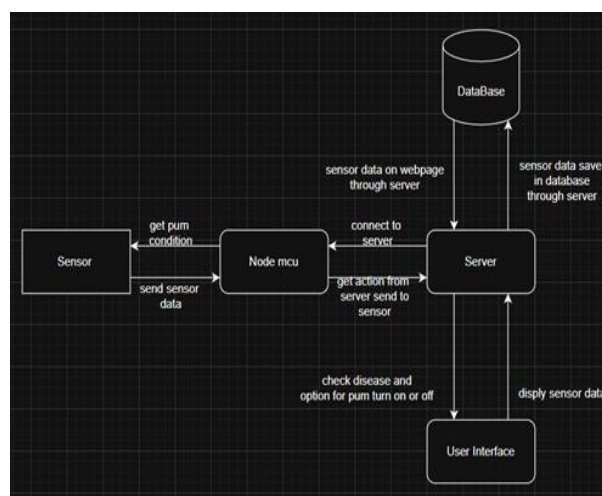 DataBase
sensor data on webpage
through server
sensor data save
in database
through server
get pum
condition
connect to
server
Sensor
Node mcu
Server
send sensor
data
get action from
server send to
sensor
check disease and
option for pum turn on or off
disply sensor data
User Interface